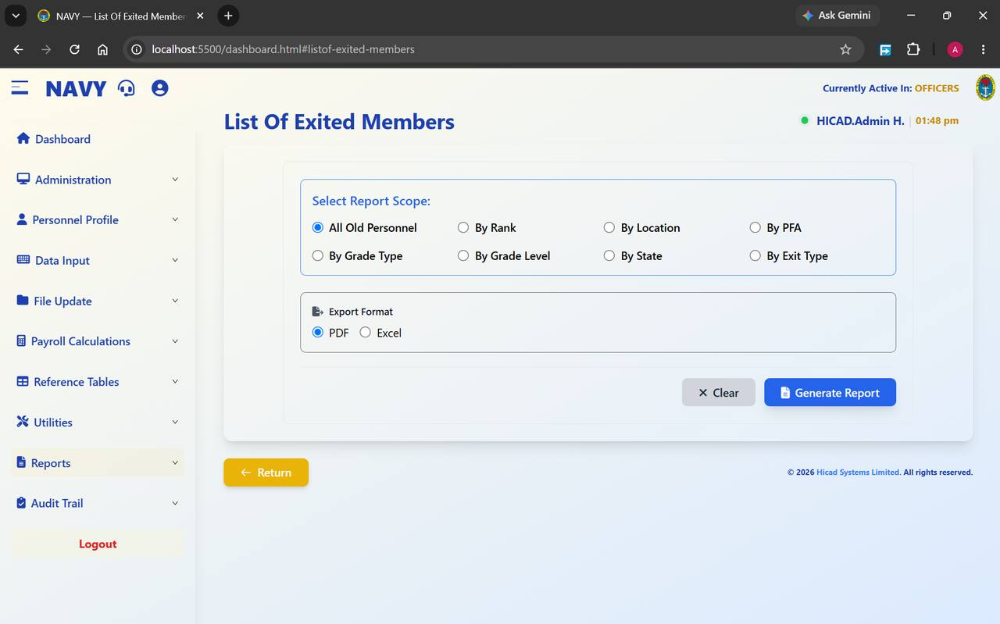 NAVY — List Of Exited Member
Ask Gemini
localhost:5500/dashboard.html#listof-exited-members
A
NAVY
Currently Active In: OFFICERS
List Of Exited Members
HICAD.Admin H. | 01:48 pm
Dashboard
Administration
Personnel Profile
Data Input
File Update
Payroll Calculations
Reference Tables
Utilities
Reports
Audit Trail
Logout
Select Report Scope:
All Old Personnel By Rank By Location By PFA
By Grade Type By Grade Level By State By Exit Type
Export Format
PDF Excel
Clear Generate Report
Return
© 2026 Hicad Systems Limited. All rights reserved.